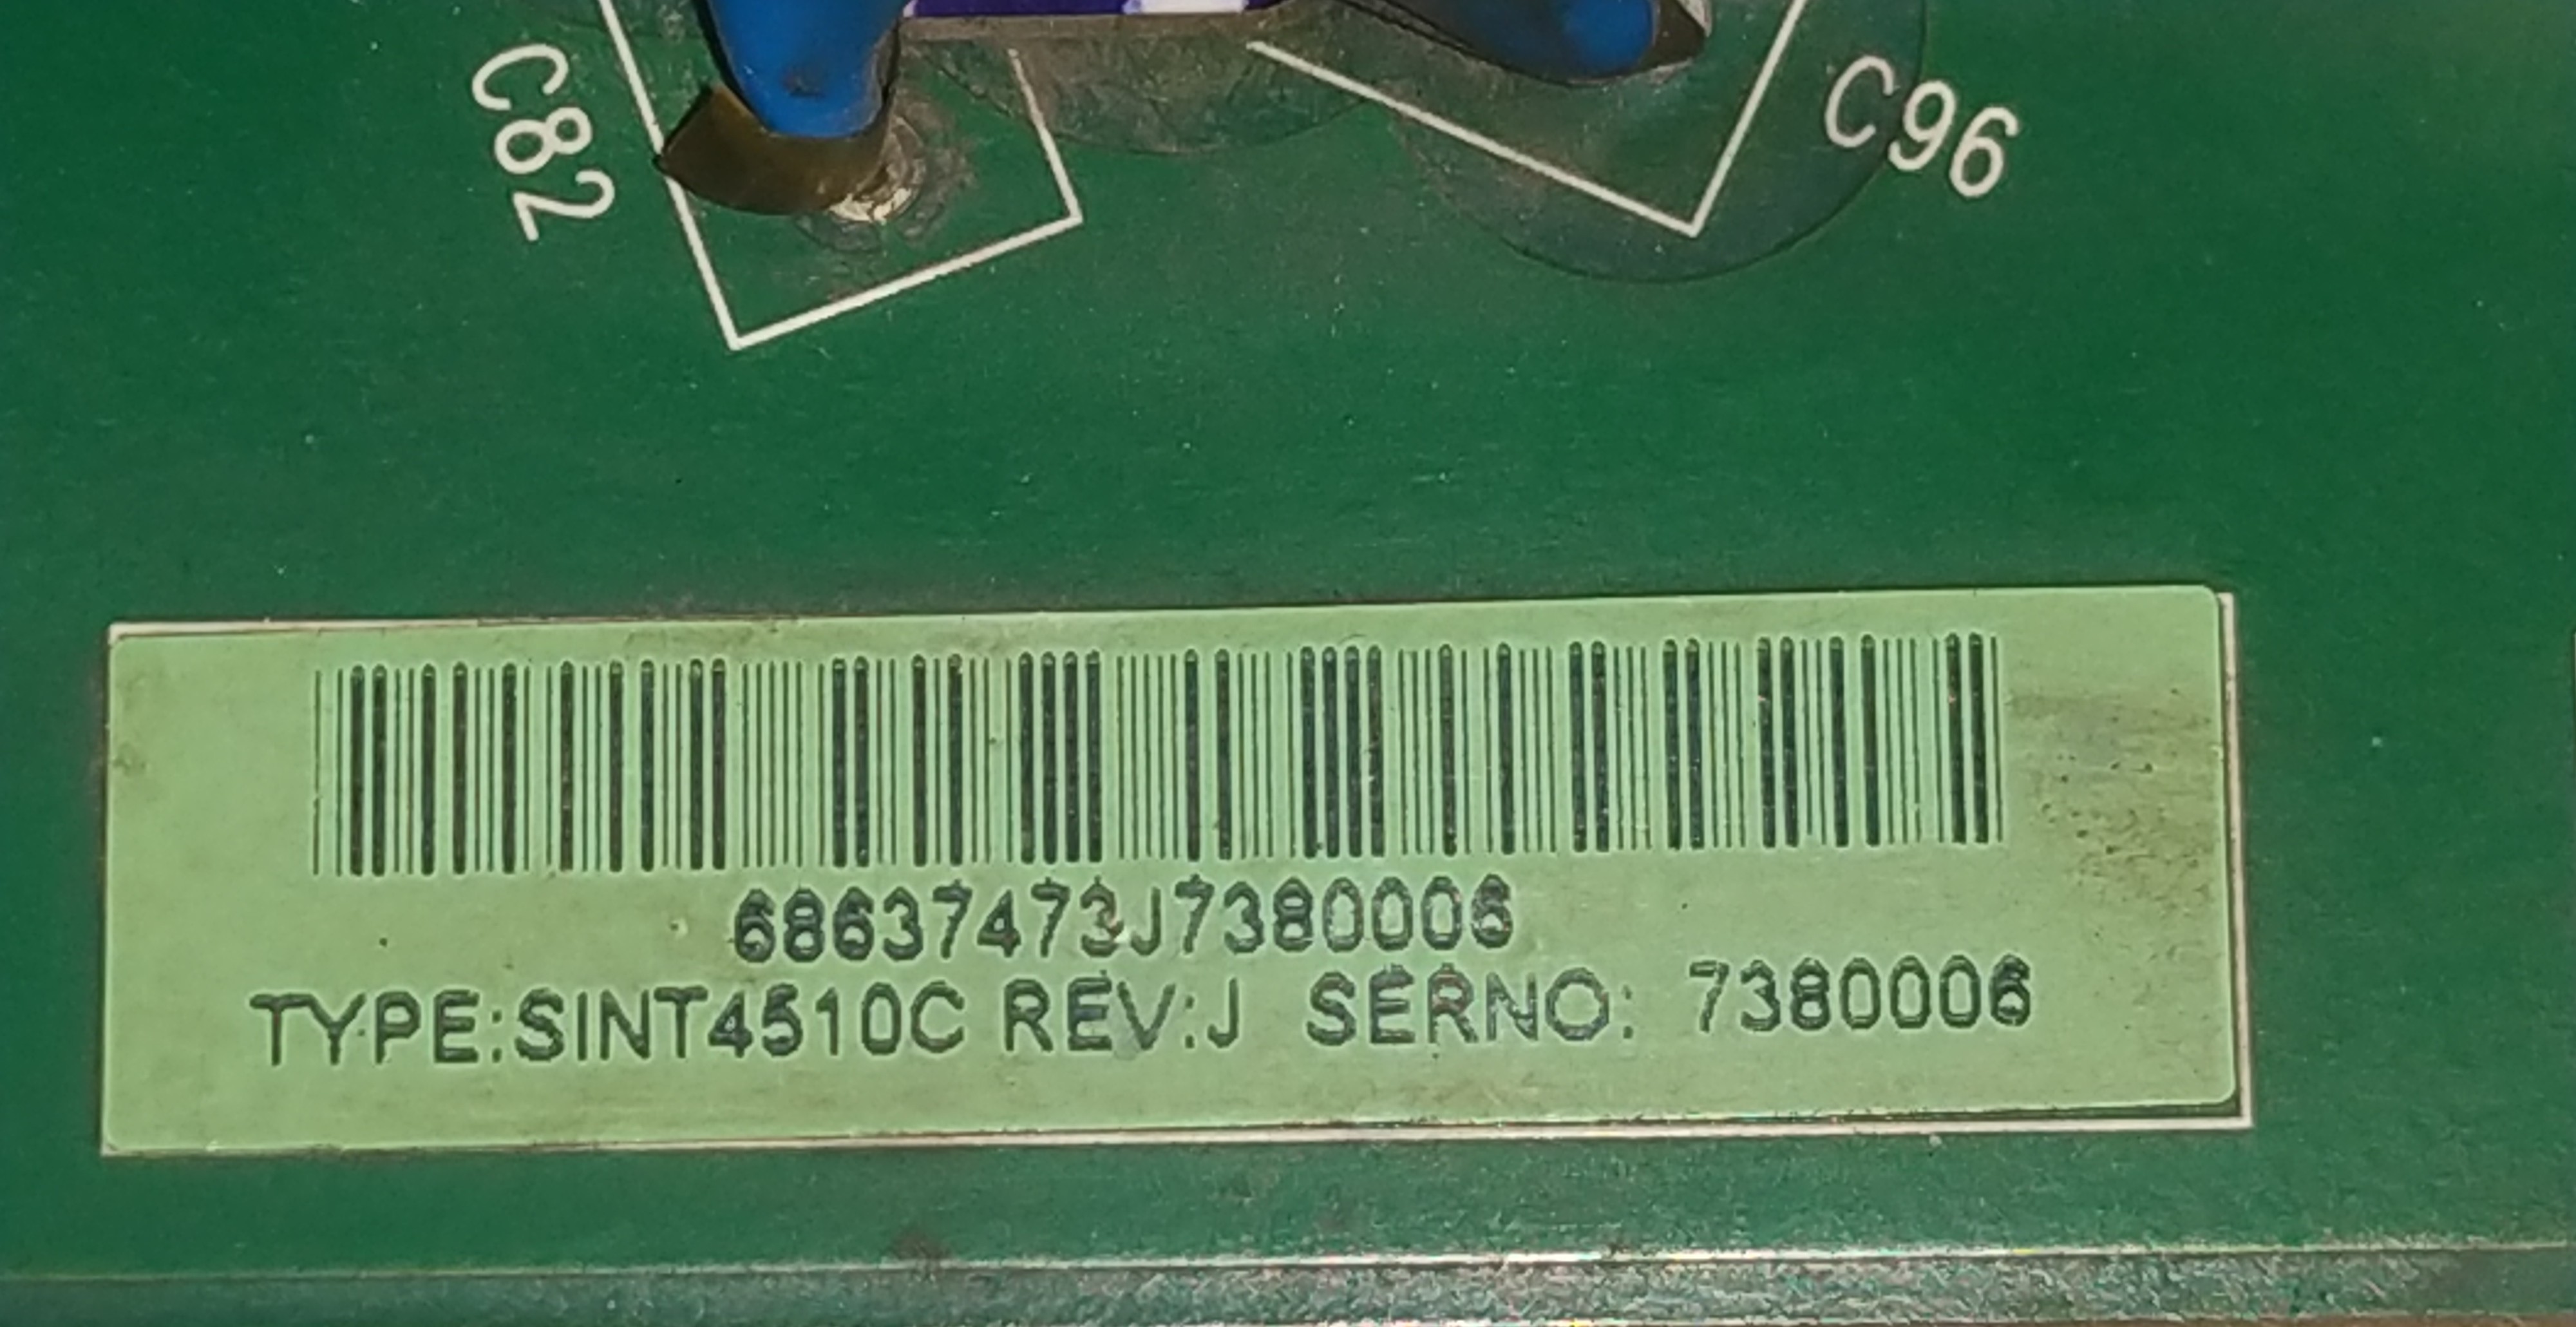 C82
C96
68637473J7380006
TYPE:SINT4510C REV:J SERNO: 7380006